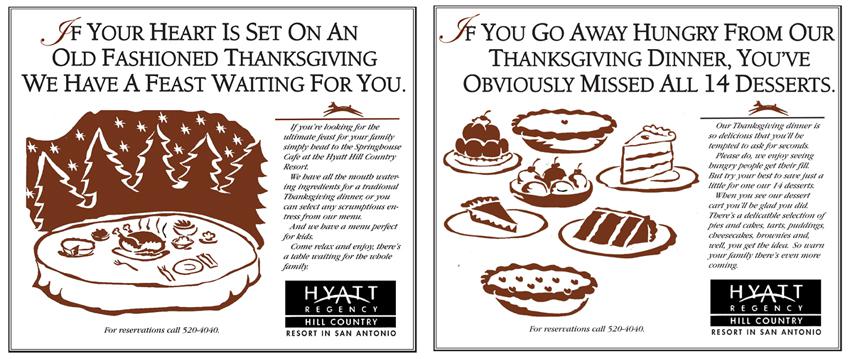 IF YOUR HEART IS SET ON AN
OLD FASHIONED THANKSGIVING
WE HAVE A FEAST WAITING FOR YOU.
If you're looking for the
ultimate feast for your family
simply head to the Springhouse
Cafe at the Hyatt Hill Country
Resort.
We have all the mouth water-
ing ingredients for a tradional
Thanksgiving dinner, or you
can select any scrumptious en-
tress from our menu.
And we have a menu perfect
for kids.
Come relax and enjoy, there's
a table waiting for the whole
family.
HYATT
REGENCY
HILL COUNTRY
RESORT IN SAN ANTONIO
For reservations call 520-4040.
IF YOU GO AWAY HUNGRY FROM OUR
THANKSGIVING DINNER, YOU'VE
OBVIOUSLY MISSED ALL 14 DESSERTS.
Our Thanksgiving dinner is
so delicious that you'll be
tempted to ask for seconds.
Please do, we enjoy seeing
hungry people get their fill.
But try your best to save just a
little for one our 14 desserts.
When you see our dessert
cart you'll be glad you did.
There's a delicatble selection of
pies and cakes, tarts, puddings,
cheesecakes, brownies and,
well, you get the idea. So warn
your family there's even more
coming.
HYATT
REGENCY
HILL COUNTRY
RESORT IN SAN ANTONIO
For reservations call 520-4040.